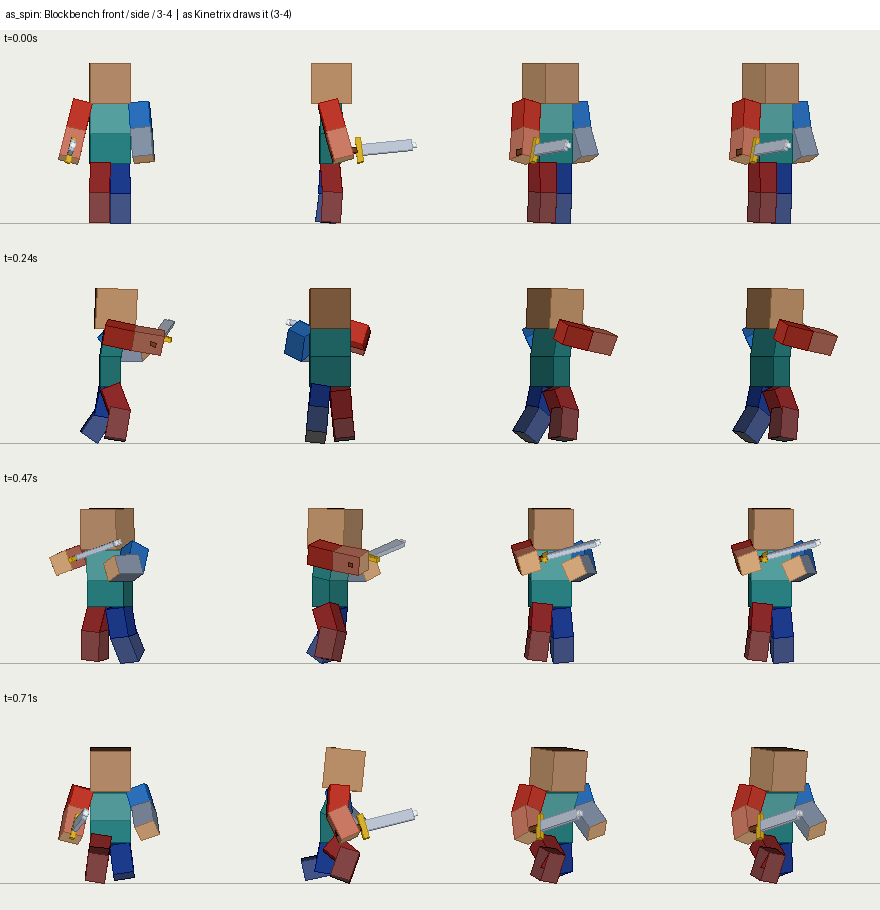 as_spin: Blockbench front / side / 3-4 | as Kinetrix draws it (3-4)
t=0.00s
t=0.24s
t=0.47s
t=0.71s